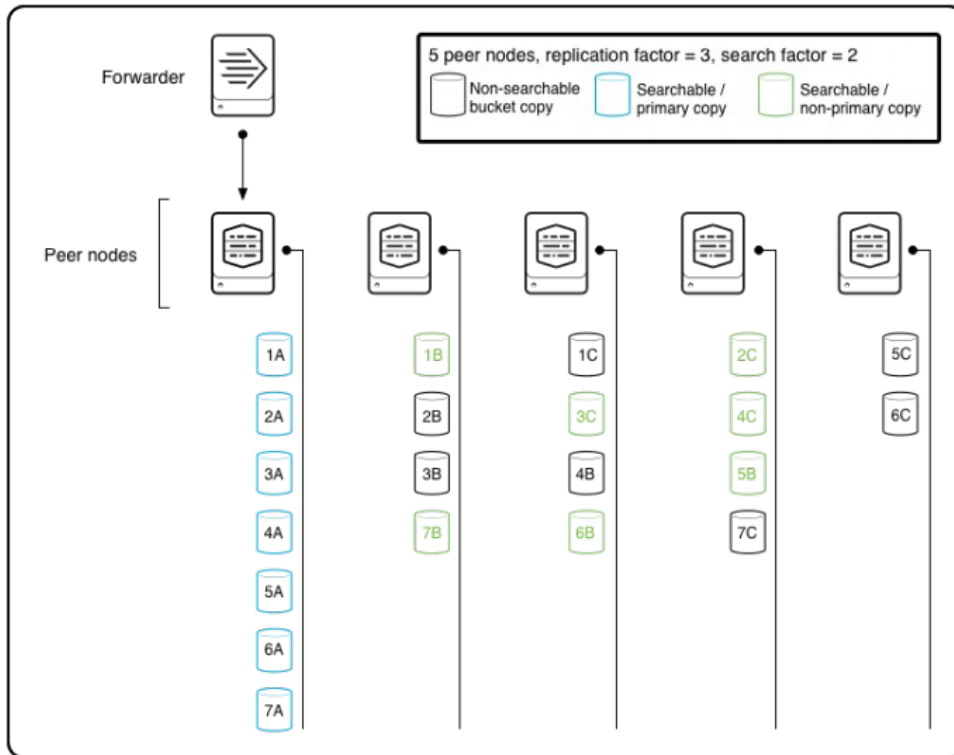 Forwarder
5 peer nodes, replication factor = 3, search factor = 2
Non-searchable
bucket copy
Searchable /
primary copy
Searchable /
non-primary copy
Peer nodes
1A
1B
1C
2C
5C
2A
2B
3C
4C
6C
3A
3B
4B
5B
4A
7B
6B
7C
5A
6A
7A